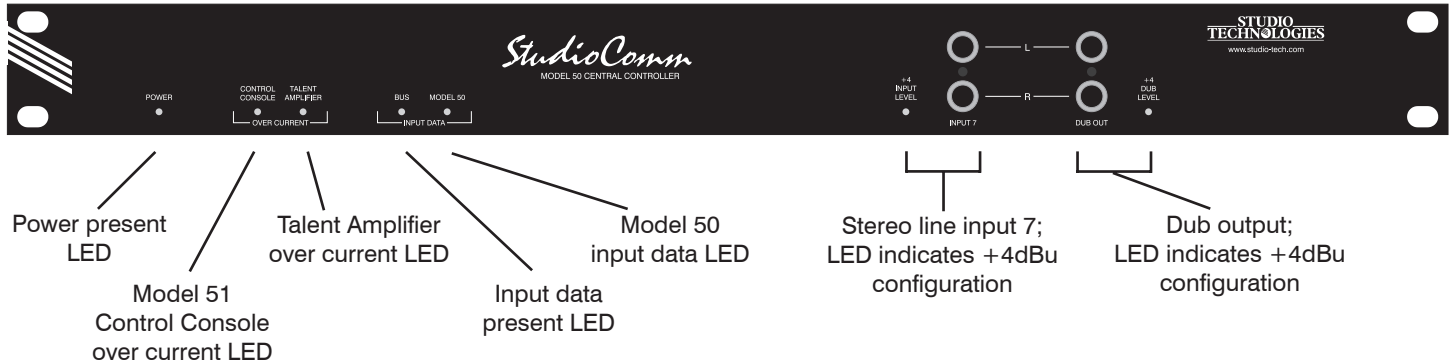 StudioComm
MODEL 50 CENTRAL CONTROLLER
STUDIO
TECHNOLOGIES
www.studio-tech.com
POWER
CONTROL
CONSOLE
TALENT
AMPLIFIER
OVER CURRENT
BUS
MODEL 50
INPUT DATA
+4
INPUT
LEVEL
L
R
INPUT 7
DUB OUT
+4
DUB
LEVEL
Power present
LED
Model 51
Control Console
over current LED
Talent Amplifier
over current LED
Input data
present LED
Model 50
input data LED
Stereo line input 7;
LED indicates +4dBu
configuration
Dub output;
LED indicates +4dBu
configuration